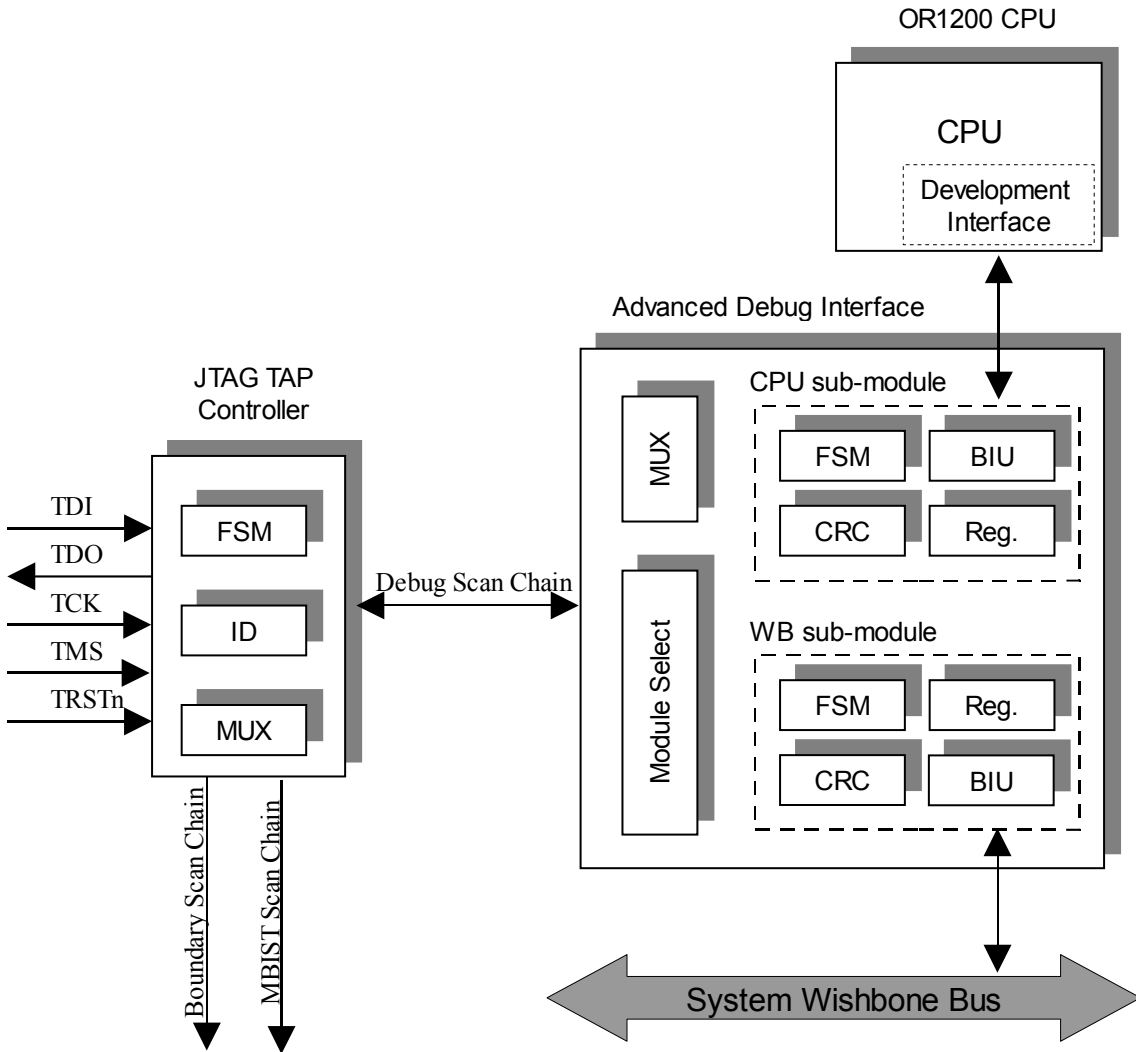 OR1200 CPU
CPU
Development
Interface
Advanced Debug Interface
JTAG TAP
Controller
TDI
TDO
TCK
TMS
TRSTn
FSM
ID
MUX
Boundary Scan Chain
MBIST Scan Chain
Debug Scan Chain
MUX
Module Select
CPU sub-module
FSM
BIU
CRC
Reg.
WB sub-module
FSM
Reg.
CRC
BIU
System Wishbone Bus